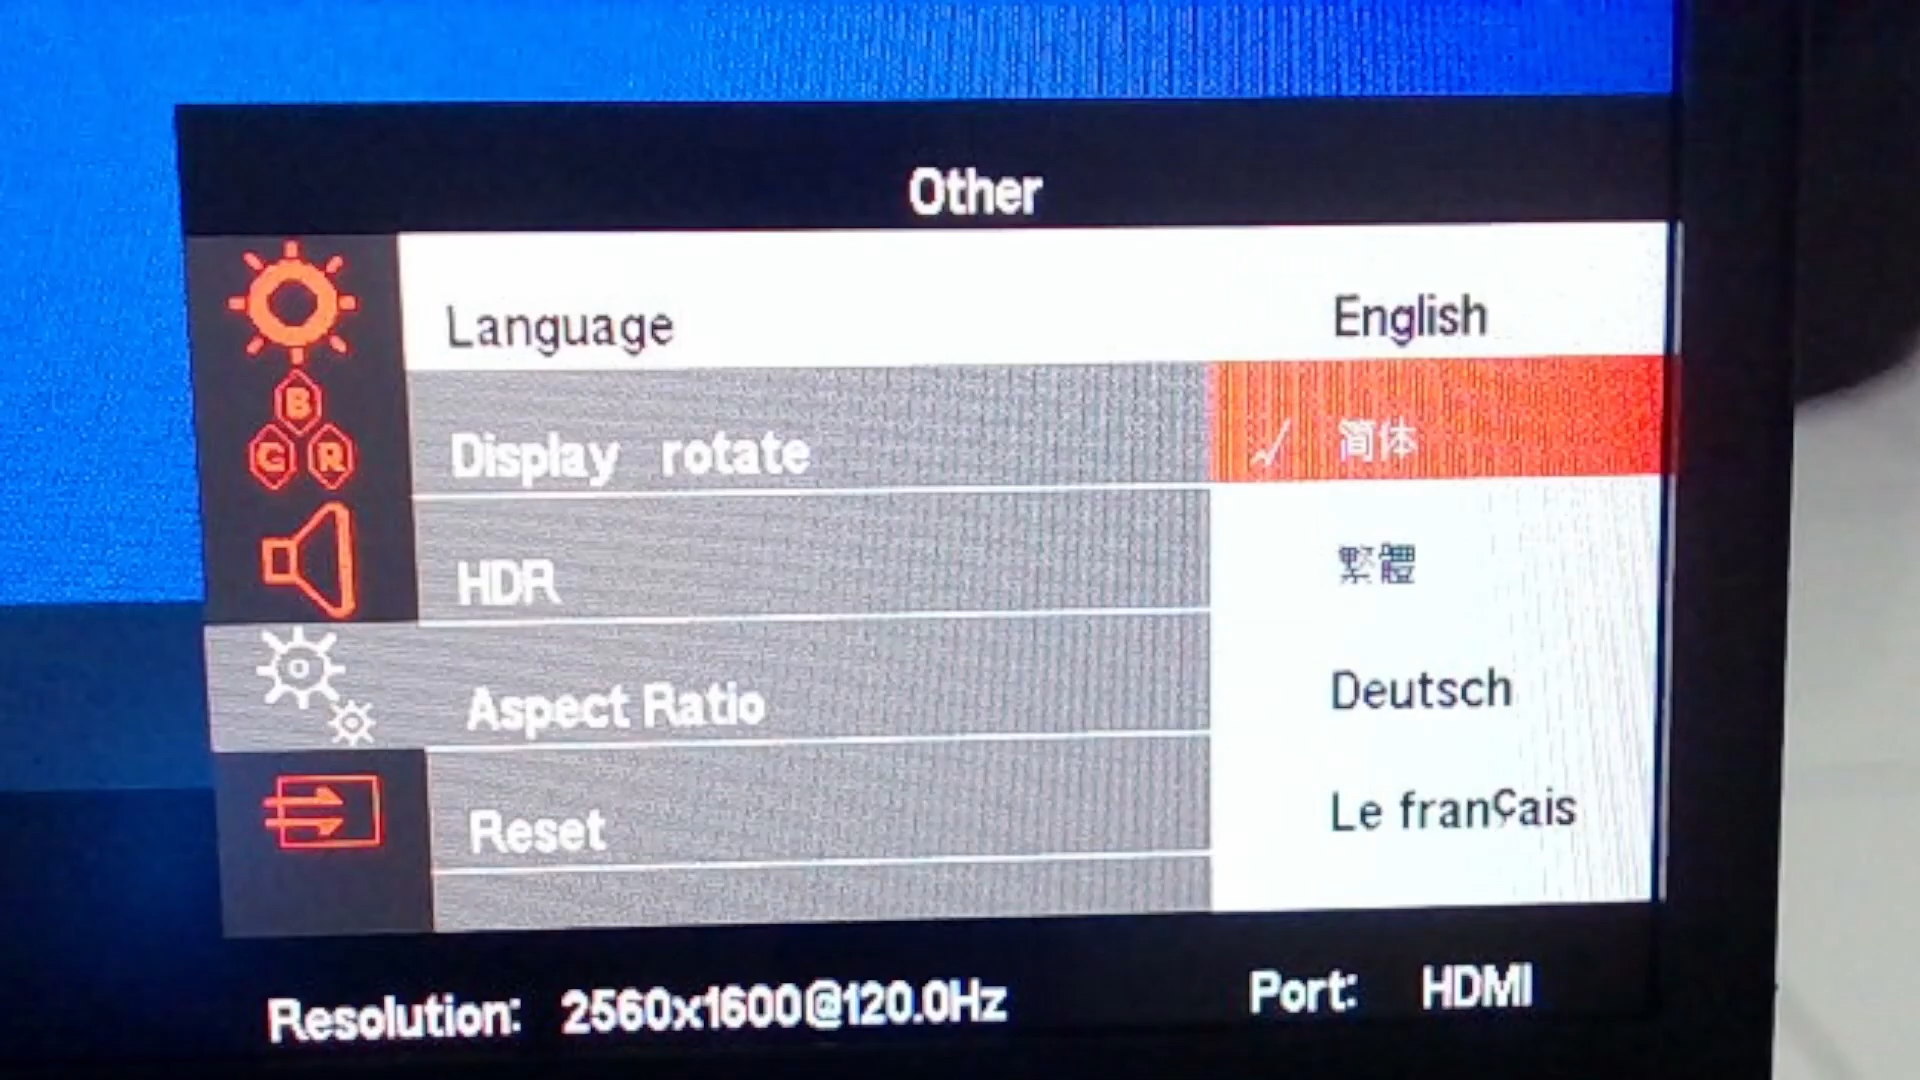 Other
Language English
Display rotate ✓ 简体
HDR 繁體
Aspect Ratio Deutsch
Reset Le français
Resolution: 2560x1600@120.0Hz Port: HDMI
B
G R